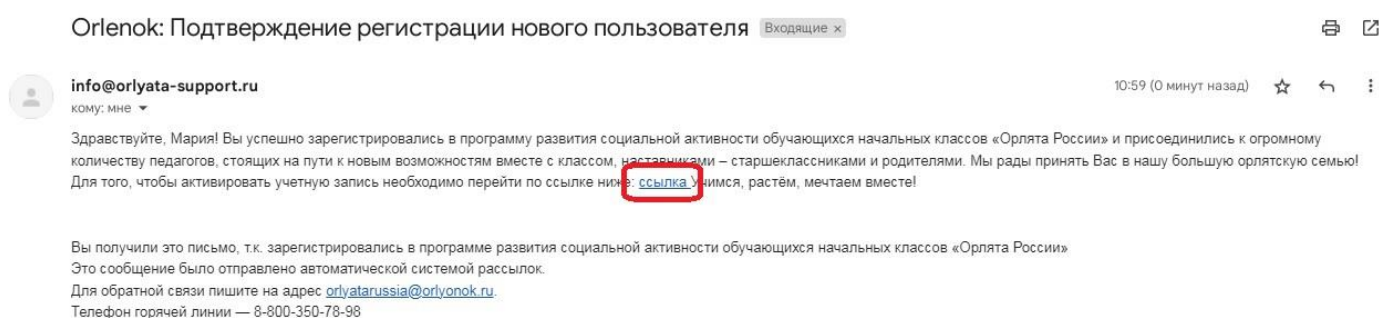 Orlenok: Подтверждение регистрации нового пользователя Входящие ×
info@orlyata-support.ru 10:59 (0 минут назад)
кому: мне
Здравствуйте, Мария! Вы успешно зарегистрировались в программу развития социальной активности обучающихся начальных классов «Орлята России» и присоединились к огромному
количеству педагогов, стоящих на пути к новым возможностям вместе с классом, наставниками – старшеклассниками и родителями. Мы рады принять Вас в нашу большую орлятскую семью!
Для того, чтобы активировать учетную запись необходимо перейти по ссылке ниже: ссылка Учимся, растём, мечтаем вместе!
Вы получили это письмо, т.к. зарегистрировались в программе развития социальной активности обучающихся начальных классов «Орлята России»
Это сообщение было отправлено автоматической системой рассылок.
Для обратной связи пишите на адрес orlyatarussia@orlyonok.ru.
Телефон горячей линии — 8-800-350-78-98